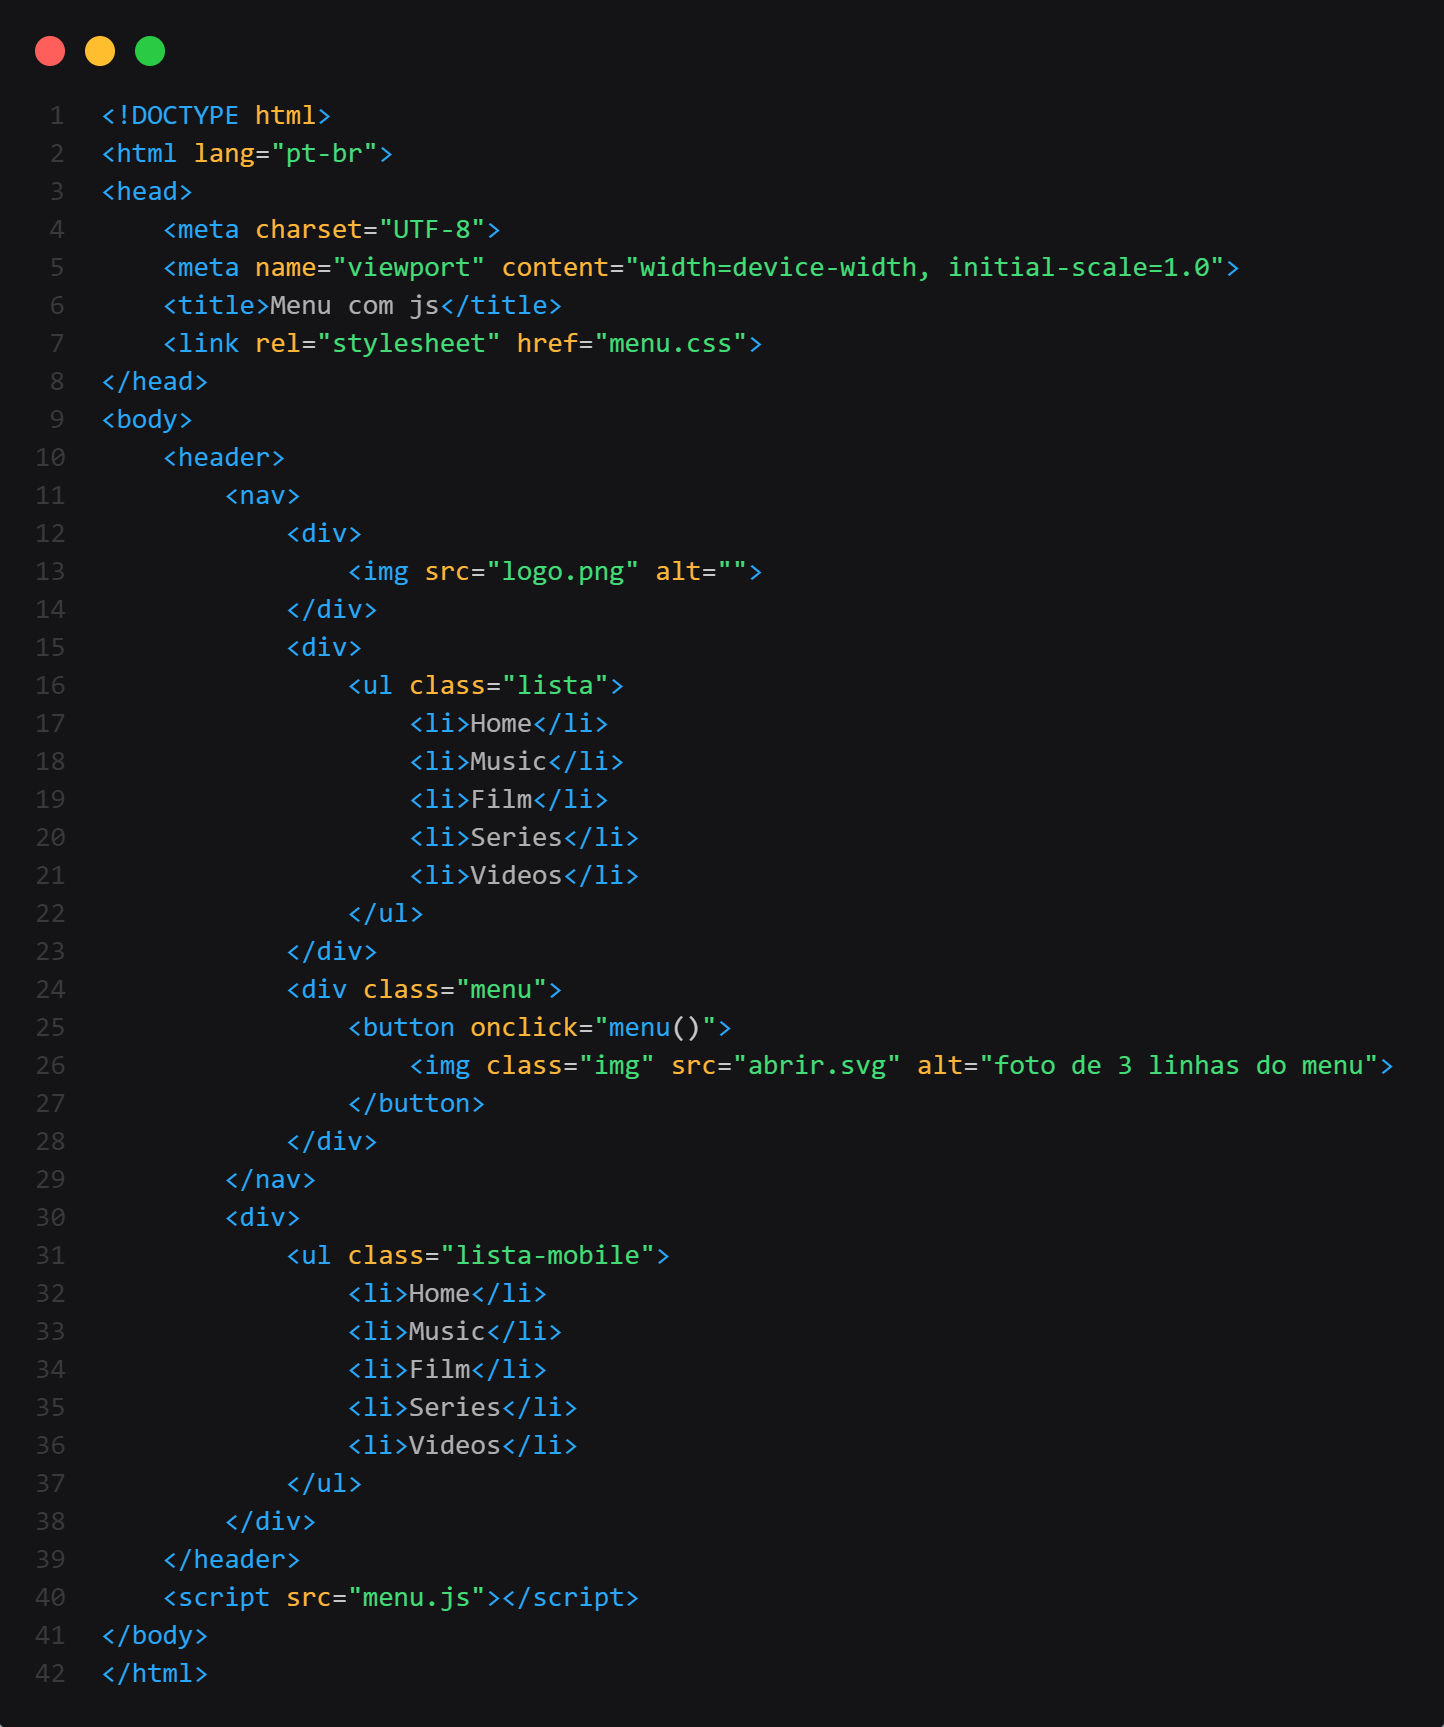 1 <!DOCTYPE html>
2 <html lang="pt-br">
3 <head>
4     <meta charset="UTF-8">
5     <meta name="viewport" content="width=device-width, initial-scale=1.0">
6     <title>Menu com js</title>
7     <link rel="stylesheet" href="menu.css">
8 </head>
9 <body>
10     <header>
11         <nav>
12             <div>
13                 <img src="logo.png" alt="">
14             </div>
15             <div>
16                 <ul class="lista">
17                     <li>Home</li>
18                     <li>Music</li>
19                     <li>Film</li>
20                     <li>Series</li>
21                     <li>Videos</li>
22                 </ul>
23             </div>
24             <div class="menu">
25                 <button onclick="menu()">
26                     <img class="img" src="abrir.svg" alt="foto de 3 linhas do menu">
27                 </button>
28             </div>
29         </nav>
30         <div>
31             <ul class="lista-mobile">
32                 <li>Home</li>
33                 <li>Music</li>
34                 <li>Film</li>
35                 <li>Series</li>
36                 <li>Videos</li>
37             </ul>
38         </div>
39     </header>
40     <script src="menu.js"></script>
41 </body>
42 </html>